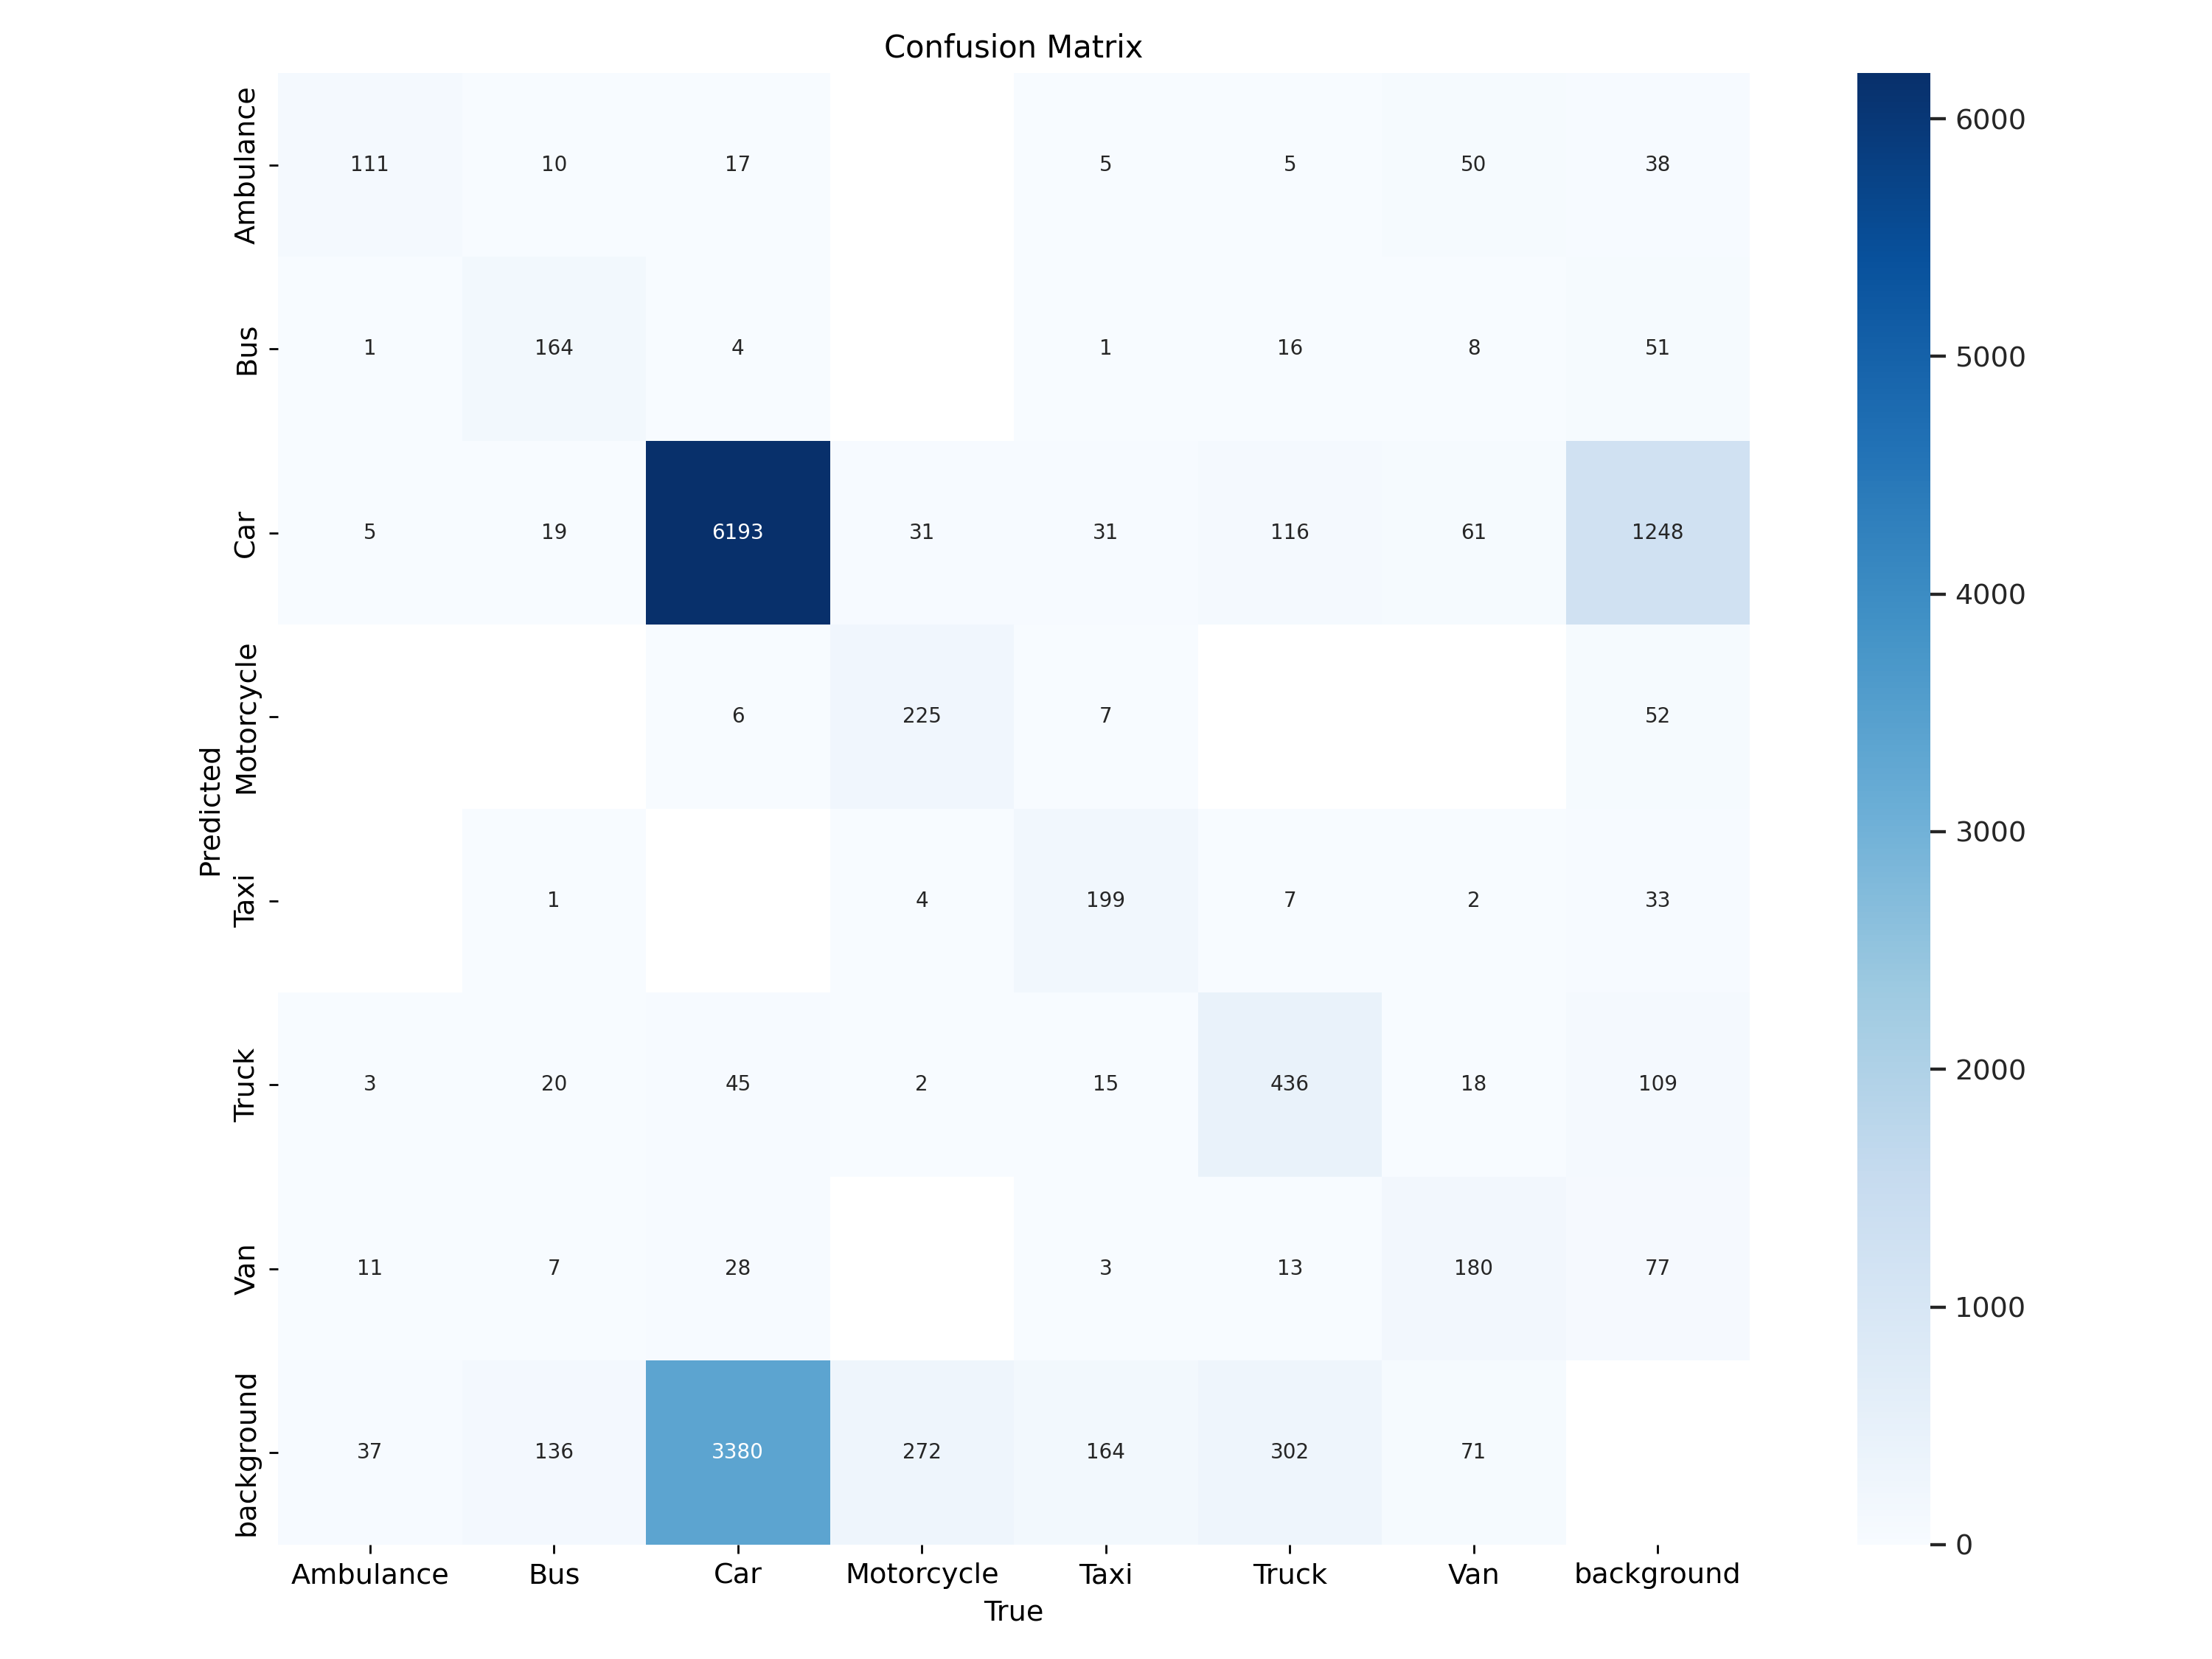 Confusion Matrix
Ambulance 111 10 17 5 5 50 38
Bus 1 164 4 1 16 8 51
Car 5 19 6193 31 31 116 61 1248
Motorcycle 6 225 7 52
Taxi 1 4 199 7 2 33
Truck 3 20 45 2 15 436 18 109
Van 11 7 28 3 13 180 77
background 37 136 3380 272 164 302 71
Predicted
Ambulance Bus Car Motorcycle Taxi Truck Van background
True
6000
5000
4000
3000
2000
1000
0